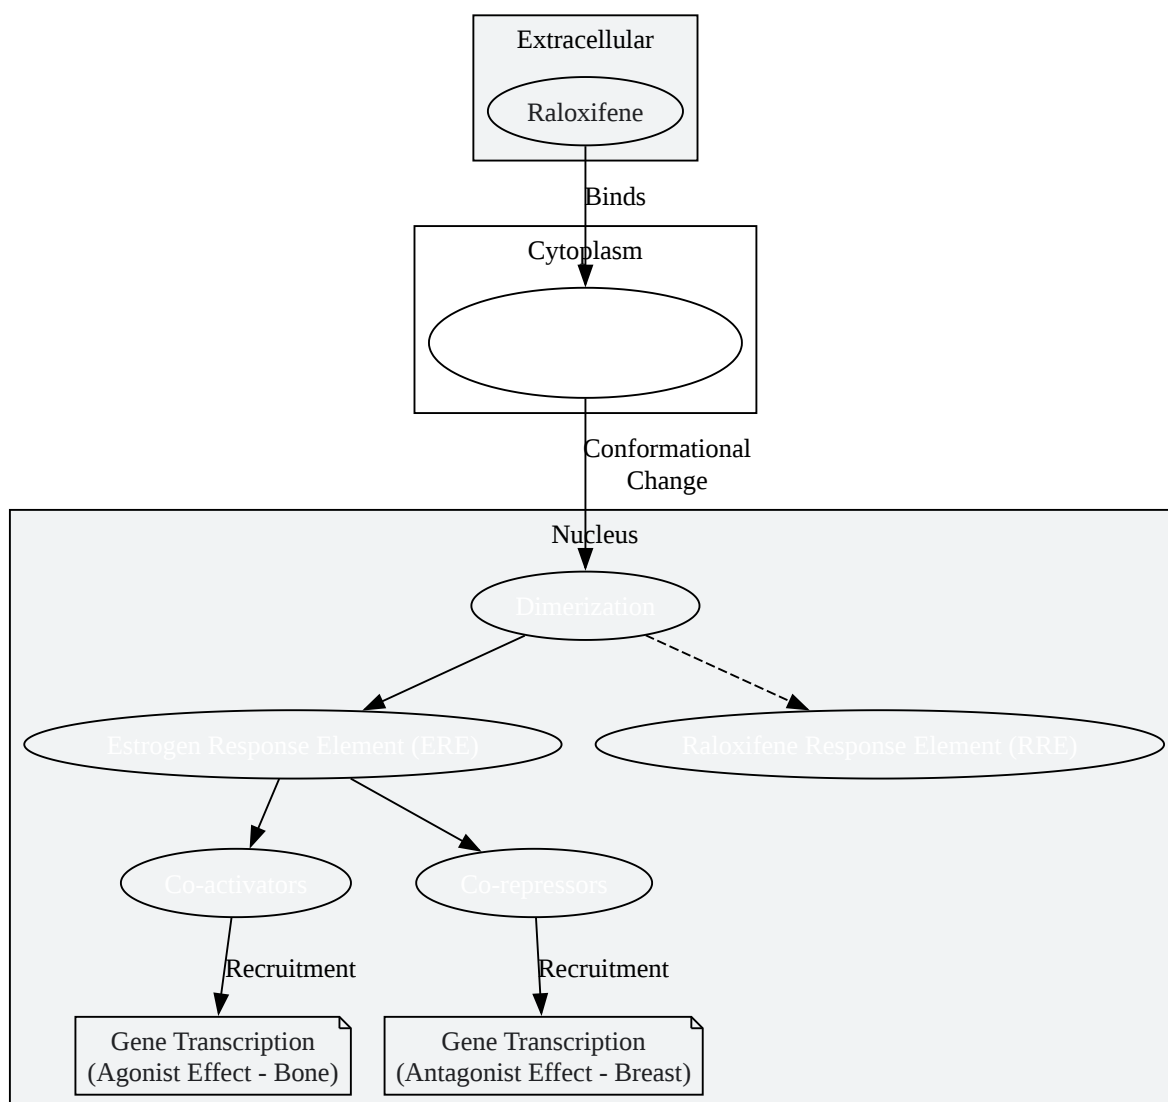 Extracellular
Raloxifene
Binds
Cytoplasm
Conformational
Change
Nucleus
Dimerization
Estrogen Response Element (ERE)
Raloxifene Response Element (RRE)
Co-activators
Co-repressors
Recruitment
Recruitment
Gene Transcription
(Agonist Effect - Bone)
Gene Transcription
(Antagonist Effect - Breast)